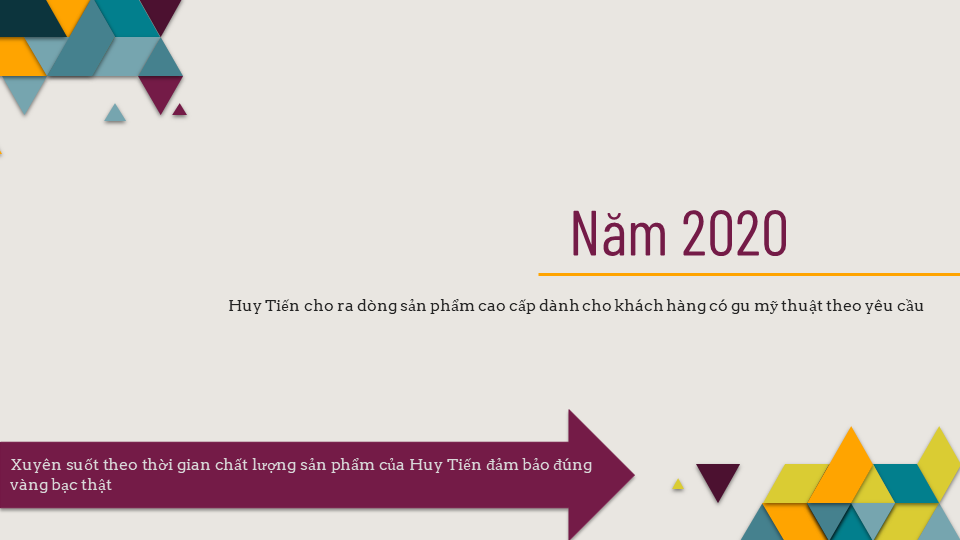 Năm 2020
Huy Tiến cho ra dòng sản phẩm cao cấp dành cho khách hàng có gu mỹ thuật theo yêu cầu
Xuyên suốt theo thời gian chất lượng sản phẩm của Huy Tiến đảm bảo đúng
vàng bạc thật